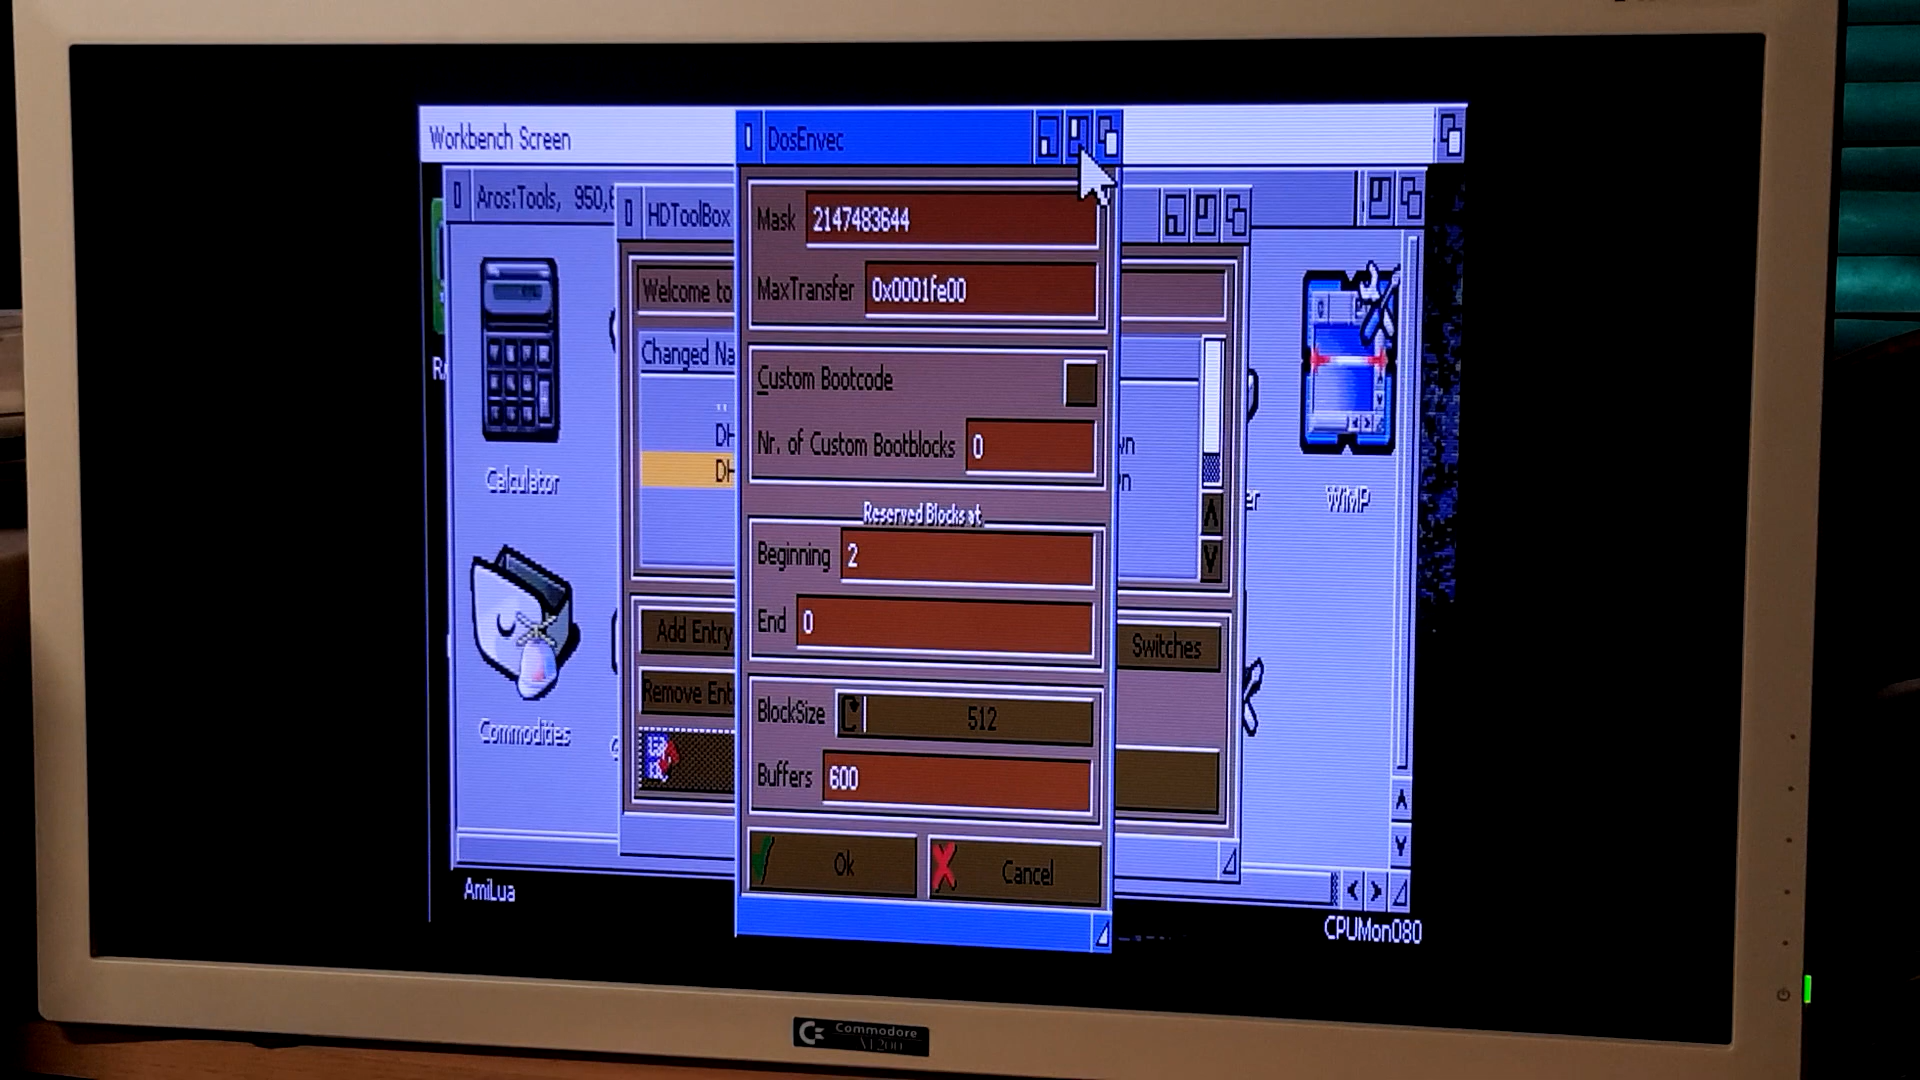 Workbench Screen
DosEnvec
Aros:Tools, 950,
HDToolBox
Mask 2147483644
Welcome to
MaxTransfer 0x0001fe00
Changed Na
Custom Bootcode
DH
Nr. of Custom Bootblocks 0
DH
Calculator
WiMP
Reserved Blocks at
Beginning 2
End 0
Add Entry
Switches
Remove Ent
BlockSize 512
Commodities
Buffers 600
Ok
Cancel
AmiLua
CPUMon080
Commodore
A1200